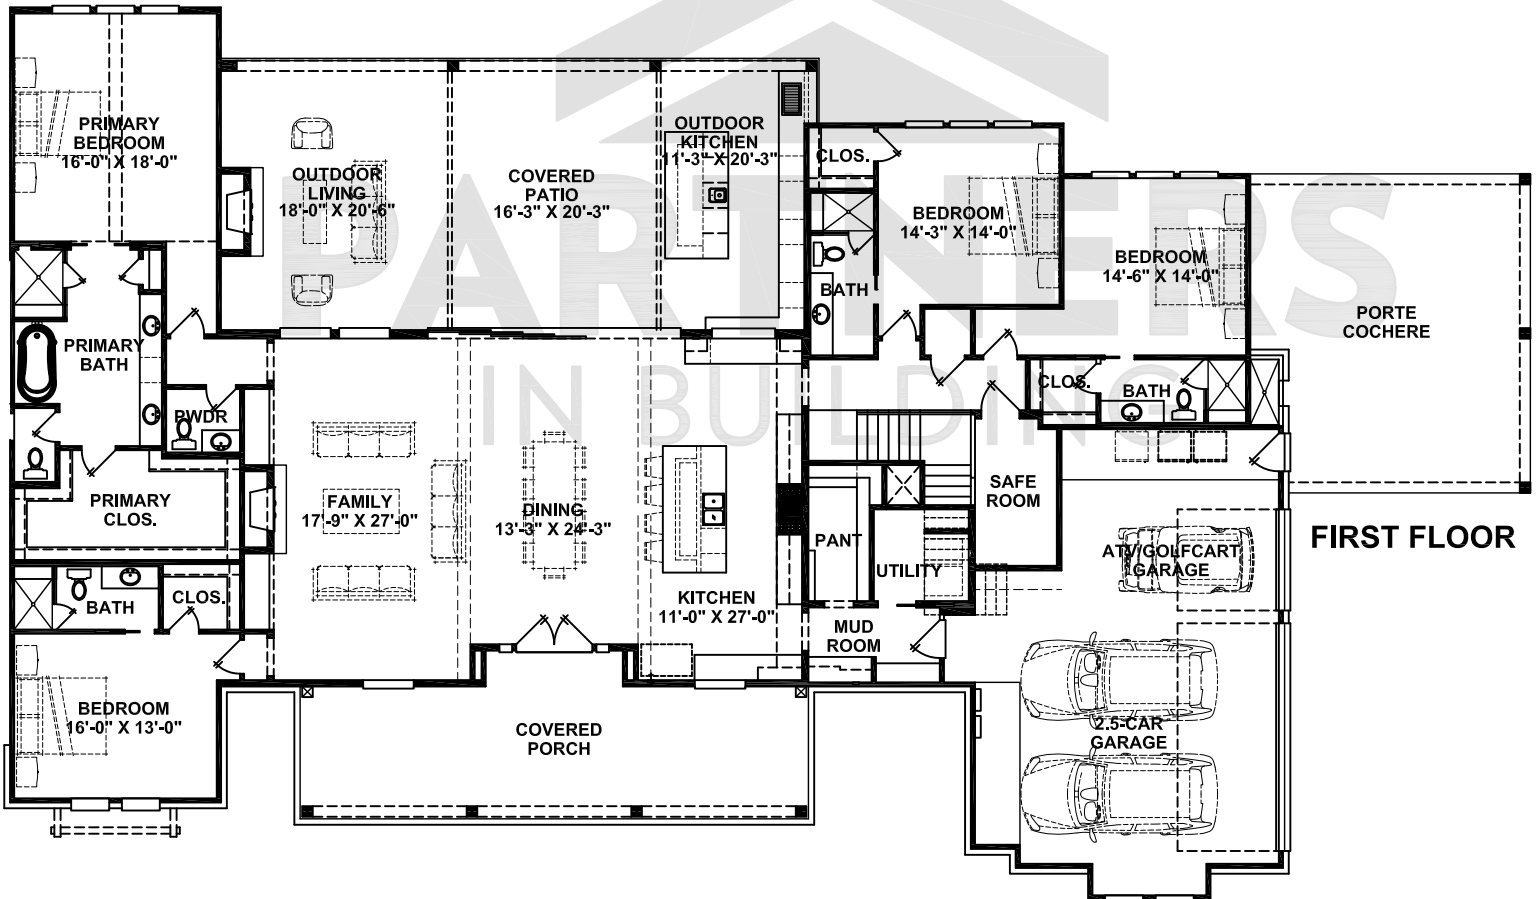 PRIMARY
BEDROOM
16'-0" X 18'-0"
OUTDOOR
LIVING
18'-0" X 20'-6"
COVERED
PATIO
16'-3" X 20'-3"
OUTDOOR
KITCHEN
11'-3" X 20'-3"
CLOS.
BEDROOM
14'-3" X 14'-0"
BATH
BEDROOM
14'-6" X 14'-0"
PORTE
COCHERE
PARTNERS
IN BUILDING
PRIMARY
BATH
PWDR
CLOS.
BATH
PRIMARY
CLOS.
FAMILY
17'-9" X 27'-0"
DINING
13'-3" X 24'-3"
SAFE
ROOM
PANT
UTILITY
ATV/GOLFCART
GARAGE
FIRST FLOOR
BATH
CLOS.
KITCHEN
11'-0" X 27'-0"
MUD
ROOM
BEDROOM
16'-0" X 13'-0"
COVERED
PORCH
2.5-CAR
GARAGE